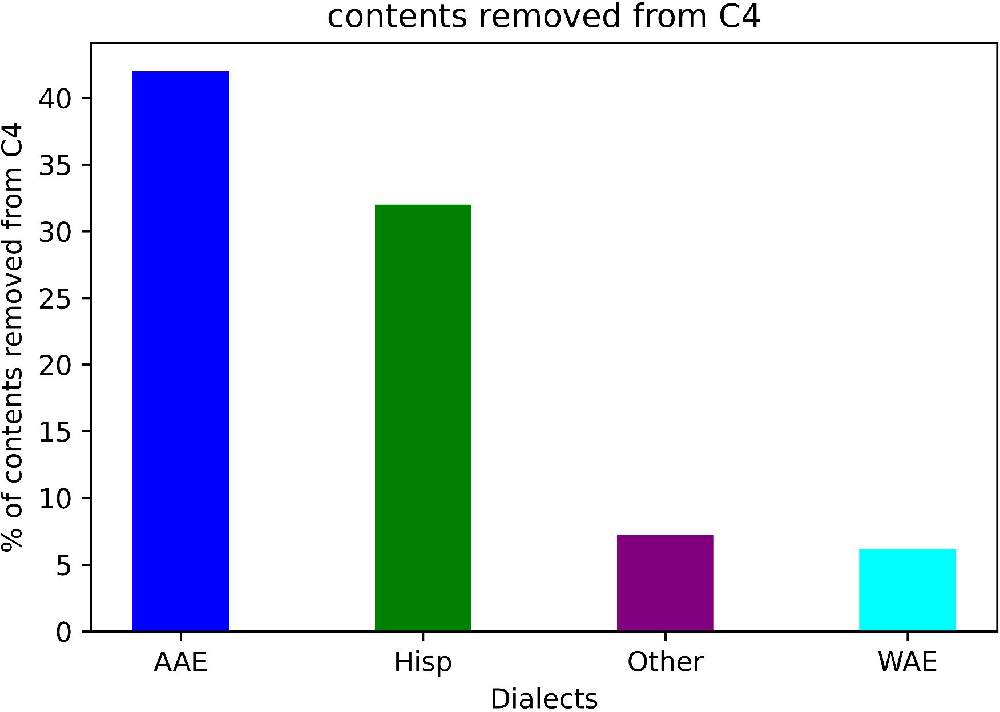 contents removed from C4
% of contents removed from C4
40
35
30
25
20
15
10
5
0
AAE
Hisp
Other
WAE
Dialects